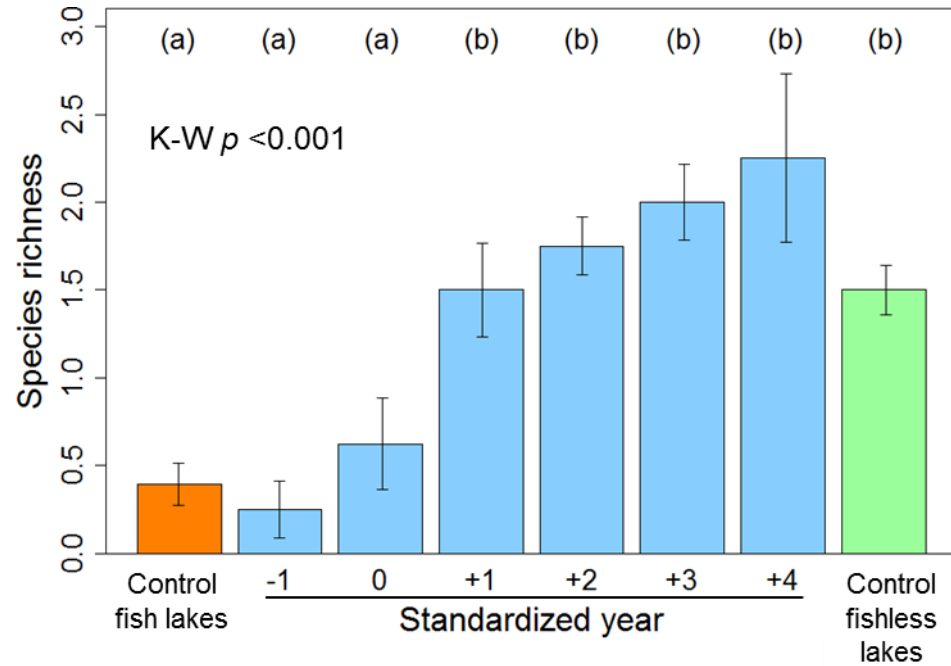 (a) (a) (a) (b) (b) (b) (b) (b)
K-W p <0.001
Species richness
3.0
2.5
2.0
1.5
1.0
0.5
0.0
Control
fish lakes
-1 0 +1 +2 +3 +4
Standardized year
Control
fishless
lakes